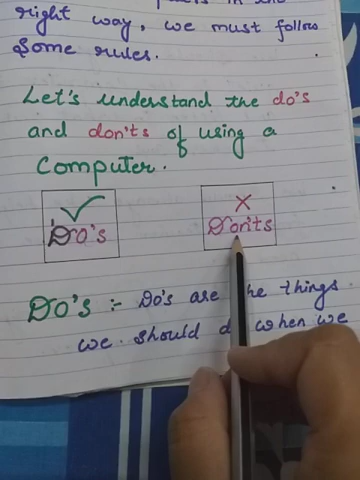 right way, we must follow
some rules.
Let's understand the do's
and don'ts of using a
Computer.
Do's
Don'ts
Do's :- Do's are the things
we should when we